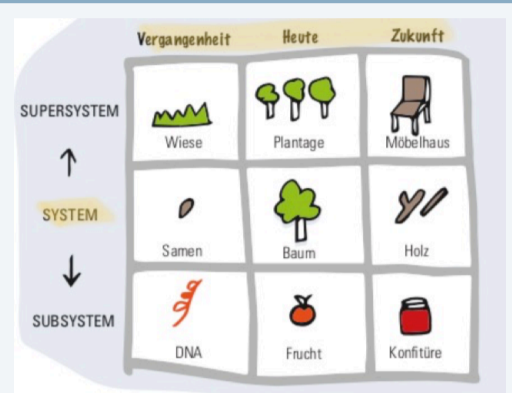 Vergangenheit Heute Zukunft
SUPERSYSTEM
Wiese Plantage Möbelhaus
SYSTEM
Samen Baum Holz
SUBSYSTEM
DNA Frucht Konfitüre